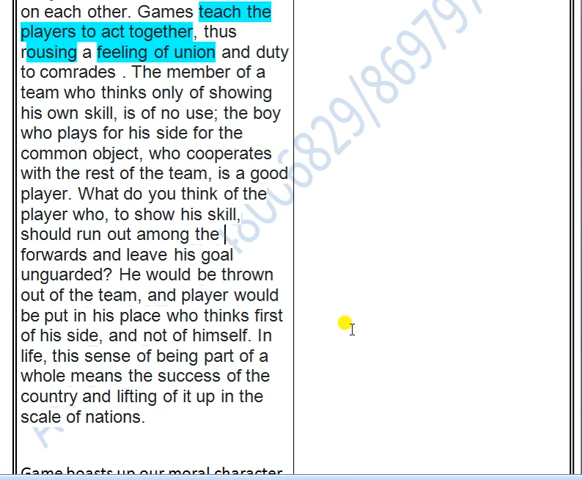 on each other. Games teach the
players to act together, thus
rousing a feeling of union and duty
to comrades . The member of a
team who thinks only of showing
his own skill, is of no use; the boy
who plays for his side for the
common object, who cooperates
with the rest of the team, is a good
player. What do you think of the
player who, to show his skill,
should run out among the
forwards and leave his goal
unguarded? He would be thrown
out of the team, and player would
be put in his place who thinks first
of his side, and not of himself. In
life, this sense of being part of a
whole means the success of the
country and lifting of it up in the
scale of nations.
Game boasts up our moral character